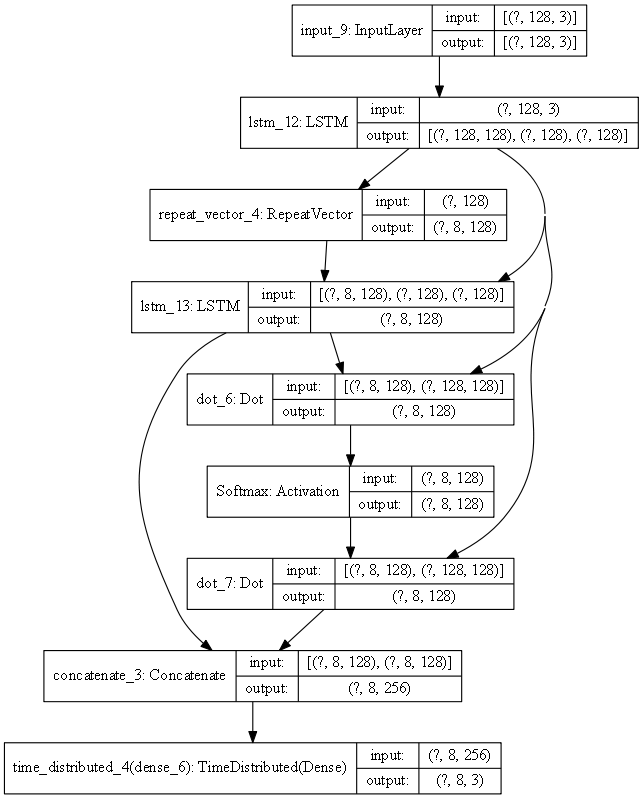 input_9: InputLayer
input: [(?, 128, 3)]
output: [(?, 128, 3)]
lstm_12: LSTM
input: (?, 128, 3)
output: [(?, 128, 128), (?, 128), (?, 128)]
repeat_vector_4: RepeatVector
input: (?, 128)
output: (?, 8, 128)
lstm_13: LSTM
input: [(?, 8, 128), (?, 128), (?, 128)]
output: (?, 8, 128)
dot_6: Dot
input: [(?, 8, 128), (?, 128, 128)]
output: (?, 8, 128)
Softmax: Activation
input: (?, 8, 128)
output: (?, 8, 128)
dot_7: Dot
input: [(?, 8, 128), (?, 128, 128)]
output: (?, 8, 128)
concatenate_3: Concatenate
input: [(?, 8, 128), (?, 8, 128)]
output: (?, 8, 256)
time_distributed_4(dense_6): TimeDistributed(Dense)
input: (?, 8, 256)
output: (?, 8, 3)